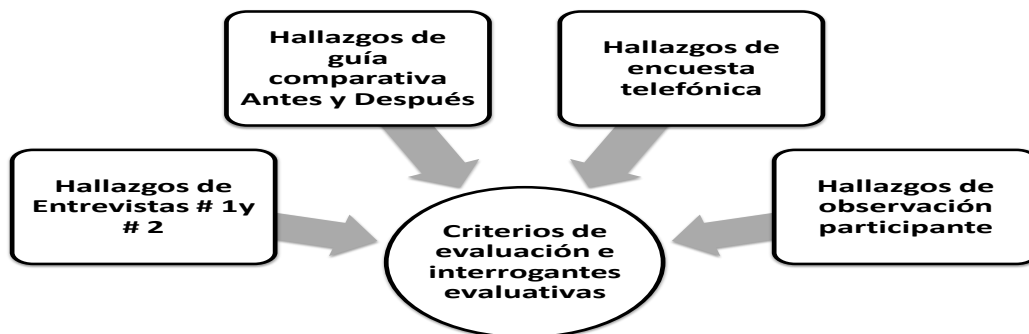 Hallazgos de
guía
comparativa
Antes y Después
Hallazgos de
encuesta
telefónica
Hallazgos de
Entrevistas # 1y
# 2
Hallazgos de
observación
participante
Criterios de
evaluación e
interrogantes
evaluativas